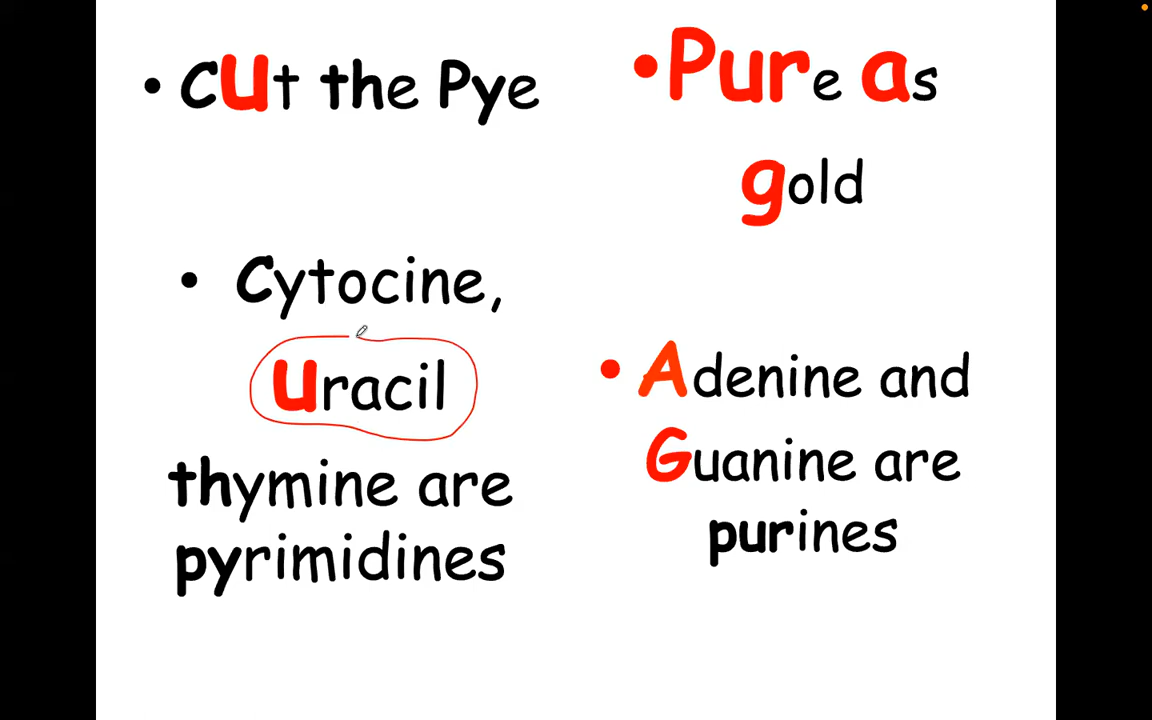 • Cut the Pye
• Cytocine,
uracil
thymine are
pyrimidines
• Pure as
gold
• Adenine and
Guanine are
purines